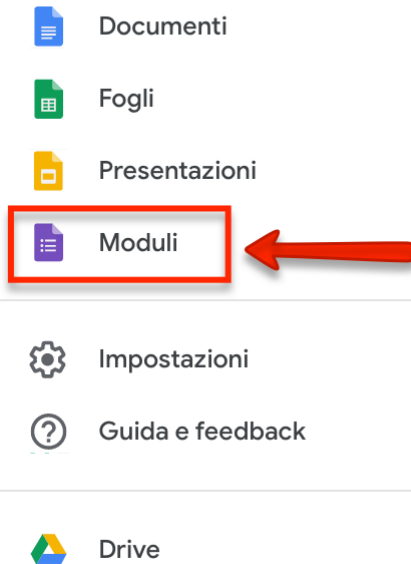 Documenti
Fogli
Presentazioni
Moduli
Impostazioni
Guida e feedback
Drive